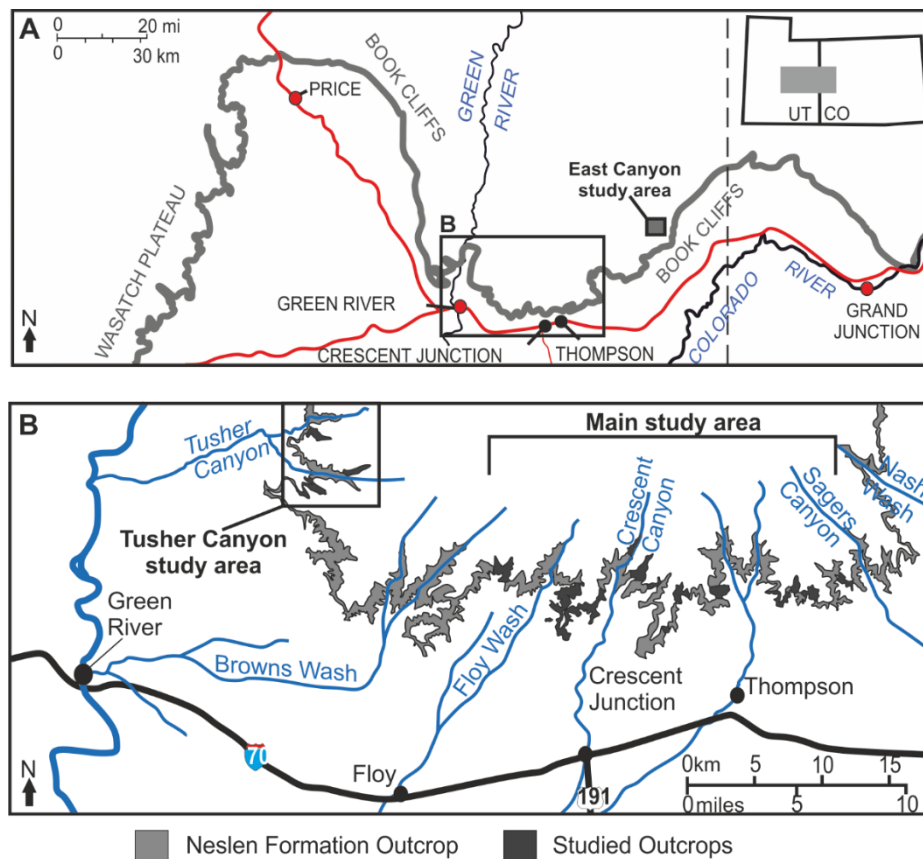 A
0 20 mi
0 30 km
PRICE
BOOK CLIFFS
GREEN
RIVER
UT CO
WASATCH PLATEAU
East Canyon
study area
B
BOOK CLIFFS
GREEN RIVER
COLORADO
RIVER
GRAND
JUNCTION
N
CRESCENT JUNCTION
THOMPSON
B
Main study area
Tusher
Canyon
Crescent
Canyon
Sagers
Canyon
Nash
Wash
Tusher Canyon
study area
Green
River
Browns Wash
Floy Wash
Crescent
Junction
Thompson
70
N
Floy
191
0km 5 10 15
0 5 10
miles
Neslen Formation Outcrop
Studied Outcrops